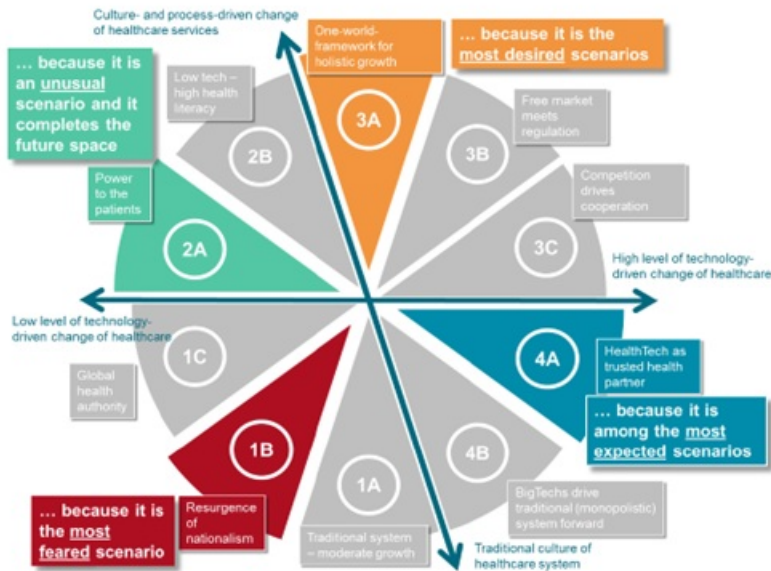 Culture- and process-driven change
of healthcare services
One-world-
framework for
holistic growth
… because it is the
most desired scenarios
… because it is
an unusual
scenario and it
completes the
future space
Low tech –
high health
literacy
3A
Free market
meets
regulation
2B
3B
Power
to the
patients
Competition
drives
cooperation
2A
3C
High level of technology-
driven change of healthcare
Low level of technology-
driven change of healthcare
1C
4A
HealthTech as
trusted health
partner
Global
health
authority
… because it is
among the most
expected scenarios
1B
4B
1A
… because it is
the most
feared scenario
Resurgence of
nationalism
BigTechs drive
traditional (monopolistic)
system forward
Traditional system
– moderate growth
Traditional culture of
healthcare system